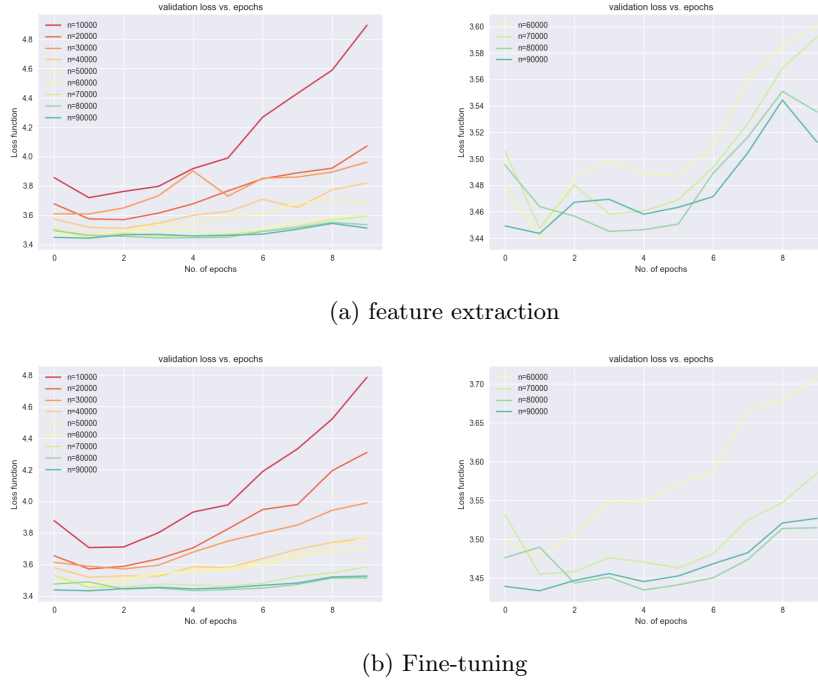 validation loss vs. epochs
n=10000
n=20000
n=30000
n=40000
n=50000
n=60000
n=70000
n=80000
n=90000
4.8
4.6
4.4
4.2
4.0
3.8
3.6
3.4
Loss function
0 2 4 6 8
No. of epochs
validation loss vs. epochs
n=60000
n=70000
n=80000
n=90000
3.60
3.58
3.56
3.54
3.52
3.50
3.48
3.46
3.44
Loss function
0 2 4 6 8
No. of epochs
(a) feature extraction
validation loss vs. epochs
n=10000
n=20000
n=30000
n=40000
n=50000
n=60000
n=70000
n=80000
n=90000
4.8
4.6
4.4
4.2
4.0
3.8
3.6
3.4
Loss function
0 2 4 6 8
No. of epochs
validation loss vs. epochs
n=60000
n=70000
n=80000
n=90000
3.70
3.65
3.60
3.55
3.50
3.45
Loss function
0 2 4 6 8
No. of epochs
(b) Fine-tuning